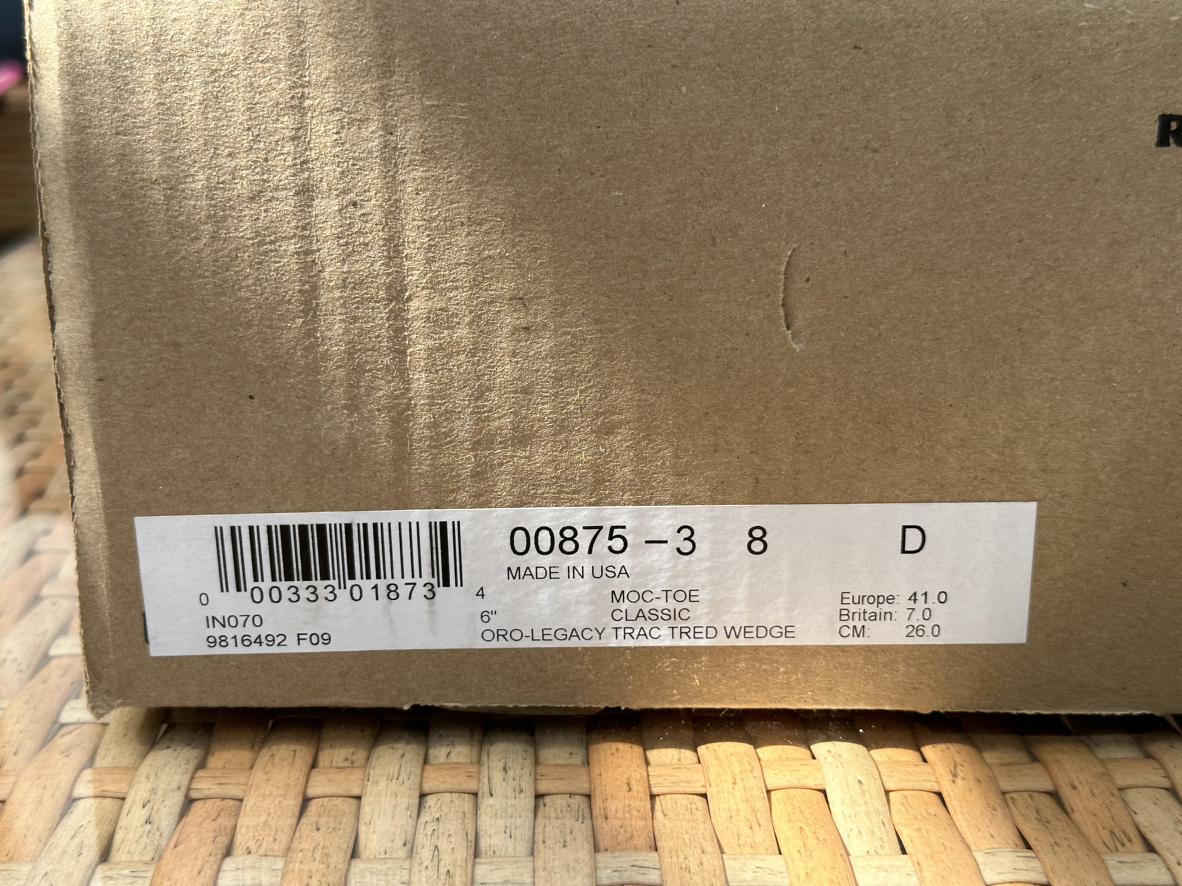 R
00875 – 3 8 D
MADE IN USA
0 00333 01873 4
MOC-TOE
Europe: 41.0
IN070
6" CLASSIC
Britain: 7.0
9816492 F09
ORO-LEGACY TRAC TRED WEDGE
CM: 26.0